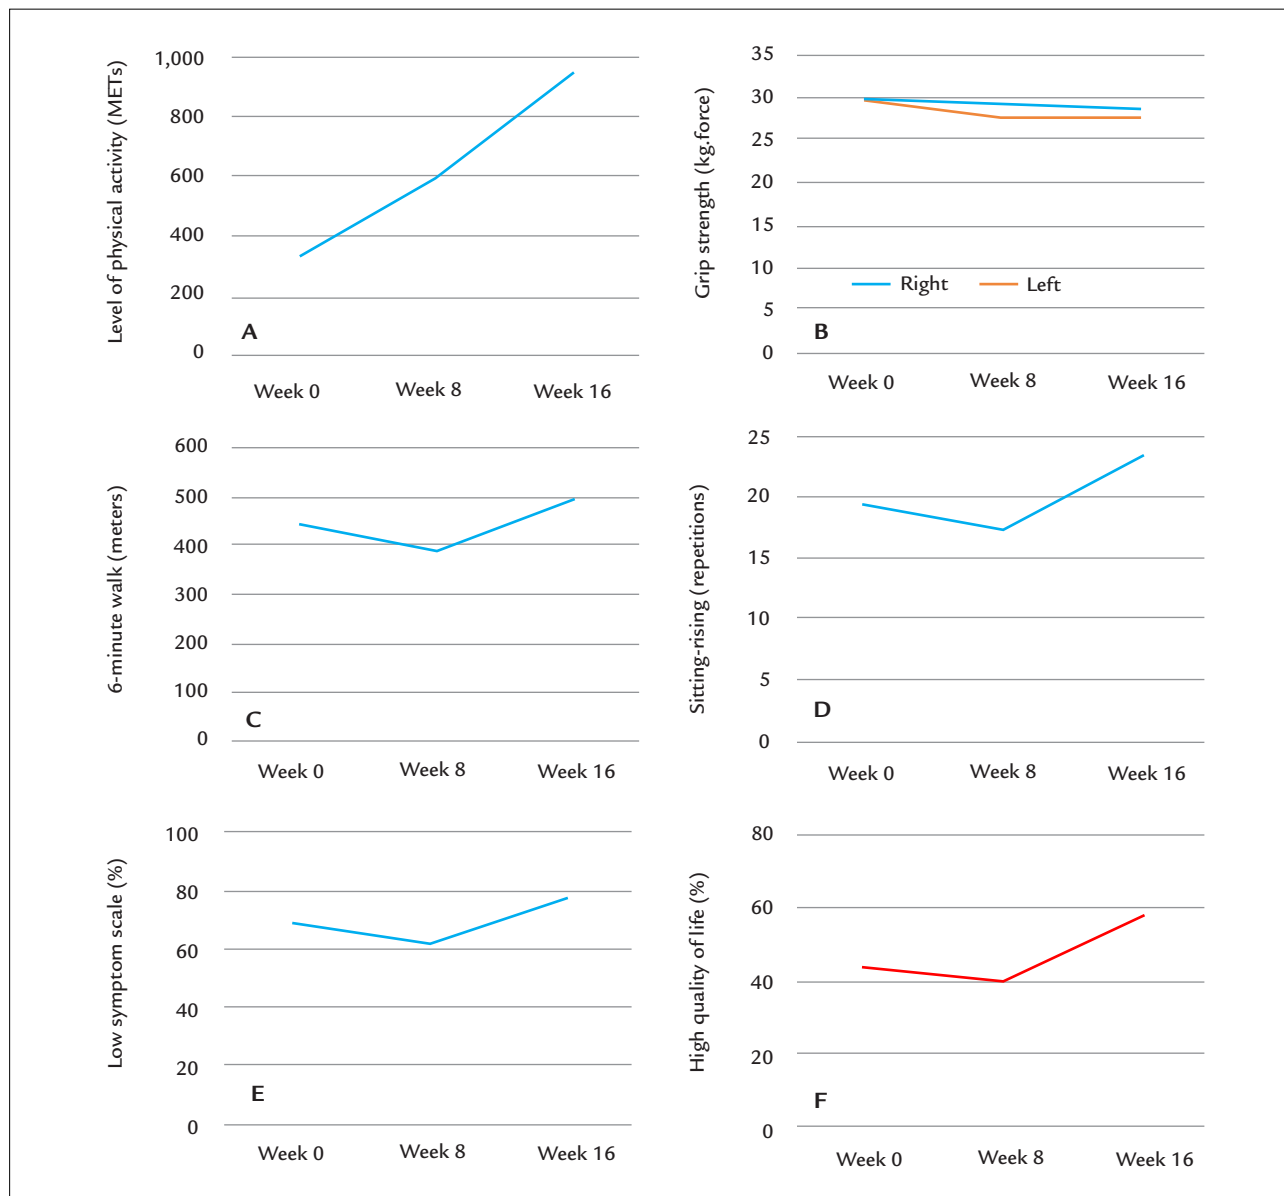 Level of physical activity (METs)
1,000
800
600
400
200
0
A
Week 0
Week 8
Week 16
Grip strength (kg.force)
35
30
25
20
15
10
5
0
Right
Left
B
Week 0
Week 8
Week 16
6-minute walk (meters)
600
500
400
300
200
100
0
C
Week 0
Week 8
Week 16
Sitting-rising (repetitions)
25
20
15
10
5
0
D
Week 0
Week 8
Week 16
Low symptom scale (%)
100
80
60
40
20
0
E
Week 0
Week 8
Week 16
High quality of life (%)
80
60
40
20
0
F
Week 0
Week 8
Week 16